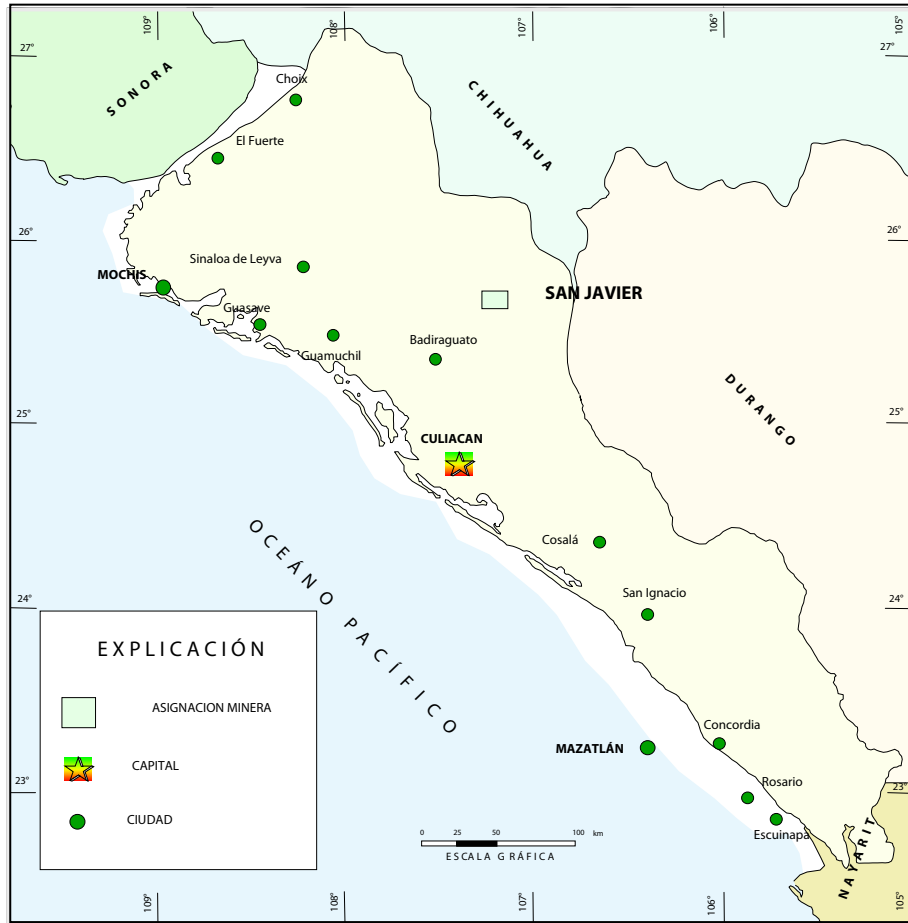 109°
108°
107°
106°
105°
27°
27°
SONORA
Choix
CHIHUAHUA
El Fuerte
26°
26°
Sinaloa de Leyva
MOCHIS
SAN JAVIER
Guasave
Guamuchil
Badiraguato
DURANGO
25°
25°
CULIACAN
OCEÁNO PACÍFICO
Cosalá
San Ignacio
24°
24°
EXPLICACIÓN
ASIGNACION MINERA
CAPITAL
CIUDAD
Concordia
MAZATLÁN
Rosario
23°
23°
Escuinapa
NAYARIT
0 25 50 100 km
ESCALA GRÁFICA
109°
108°
107°
106°
105°